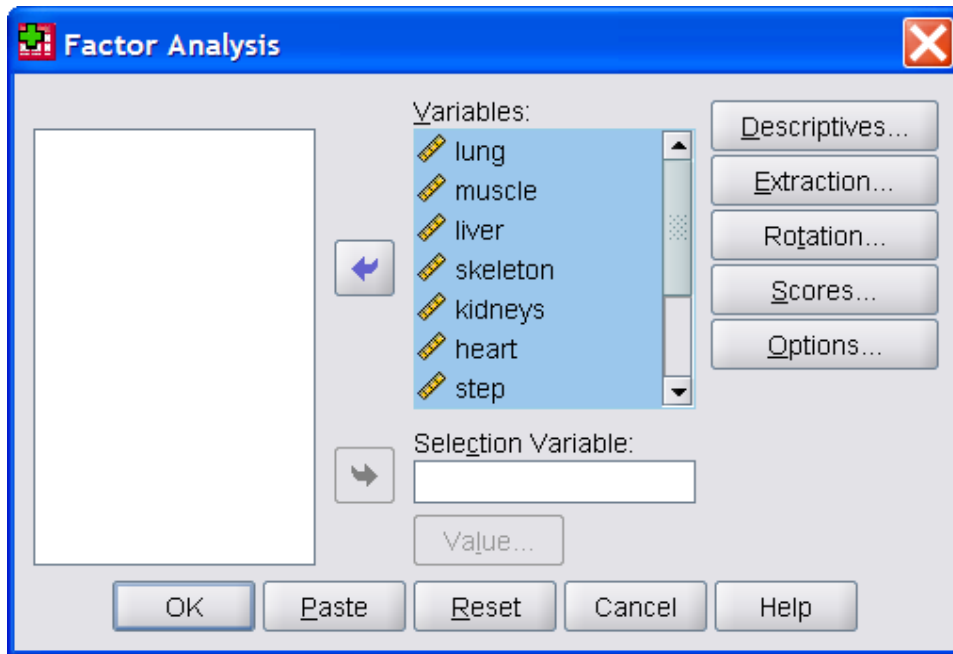 Factor Analysis
Variables:
lung
muscle
liver
skeleton
kidneys
heart
step
Descriptives...
Extraction...
Rotation...
Scores...
Options...
Selection Variable:
Value...
OK Paste Reset Cancel Help